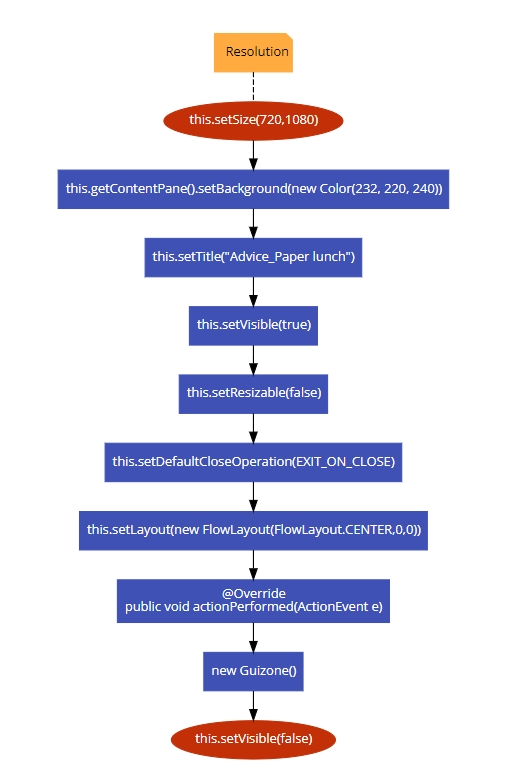 Resolution
this.setSize(720,1080)
this.getContentPane().setBackground(new Color(232, 220, 240))
this.setTitle("Advice_Paper lunch")
this.setVisible(true)
this.setResizable(false)
this.setDefaultCloseOperation(EXIT_ON_CLOSE)
this.setLayout(new FlowLayout(FlowLayout.CENTER,0,0))
@Override
public void actionPerformed(ActionEvent e)
new Guizone()
this.setVisible(false)